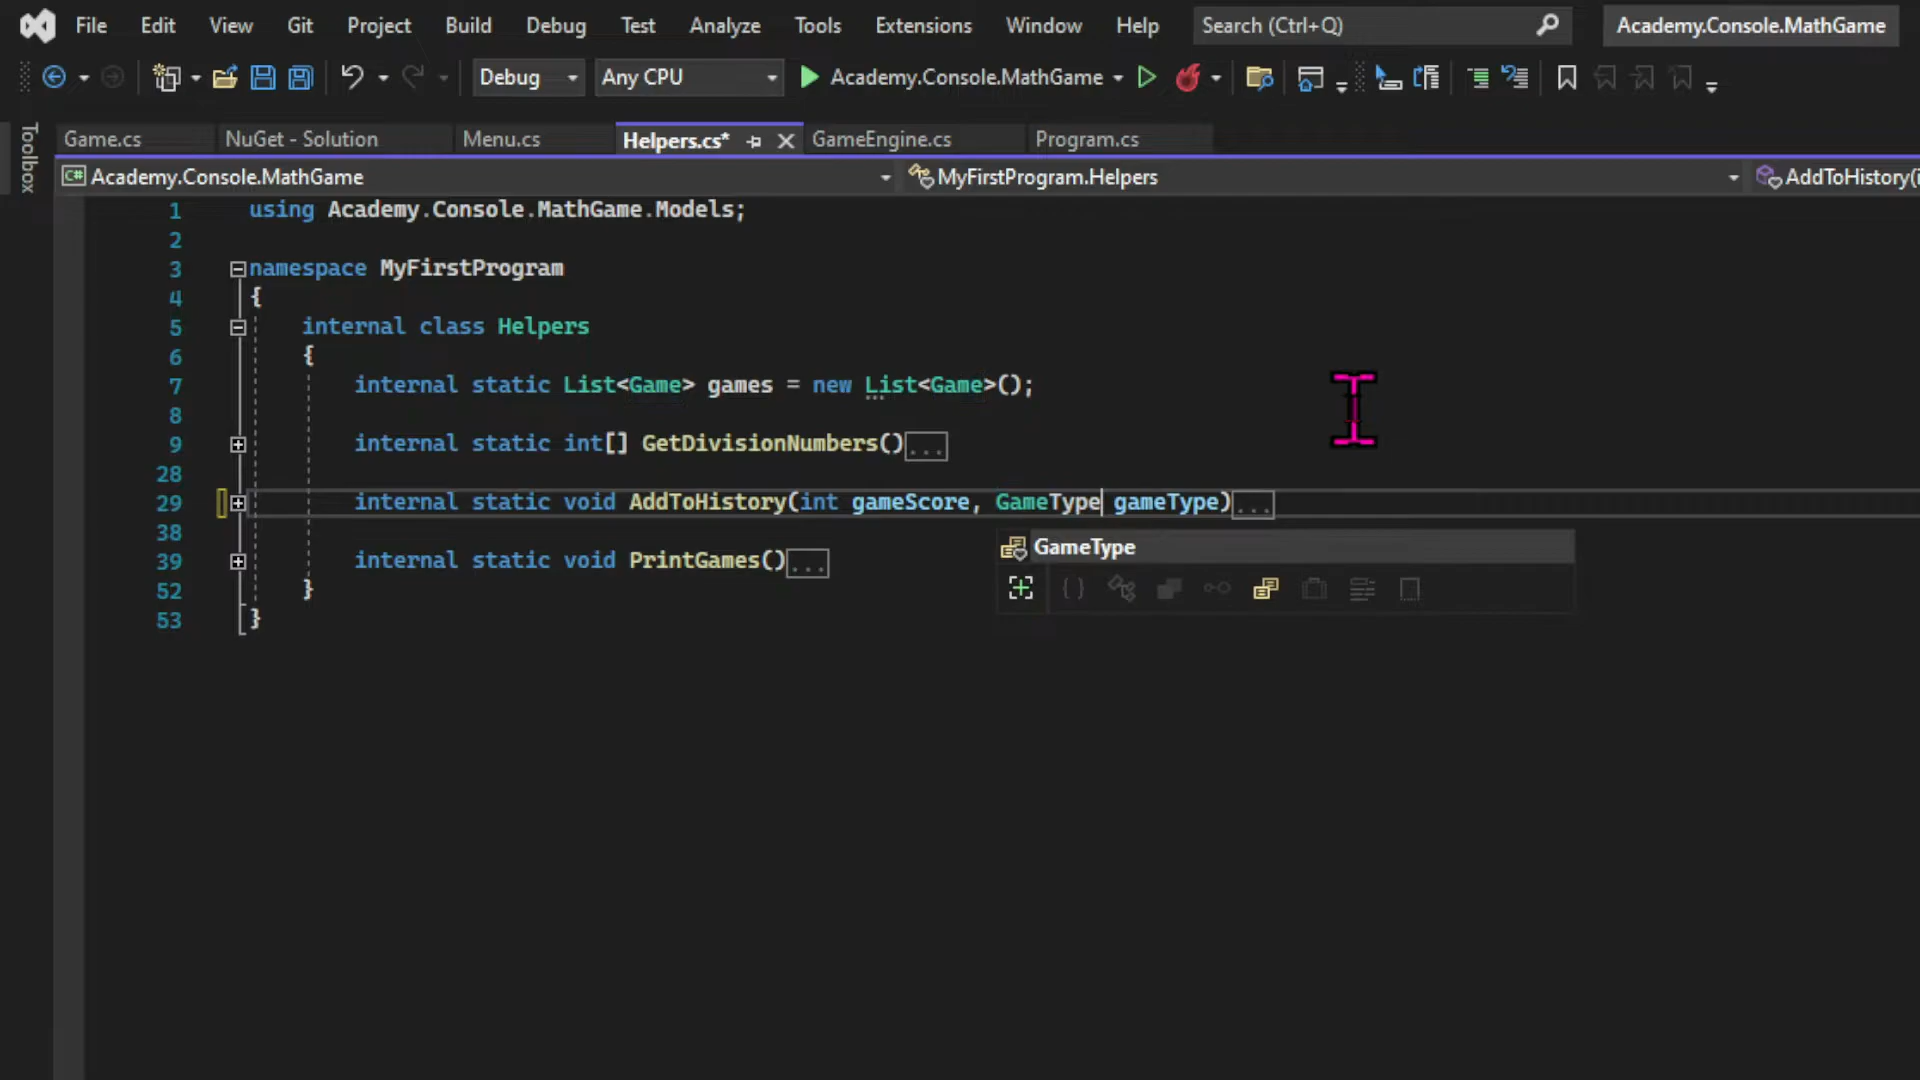 File Edit View Git Project Build Debug Test Analyze Tools Extensions Window Help Search (Ctrl+Q) Academy.Console.MathGame
Debug Any CPU Academy.Console.MathGame
Toolbox
Game.cs NuGet - Solution Menu.cs Helpers.cs* GameEngine.cs Program.cs
C# Academy.Console.MathGame MyFirstProgram.Helpers AddToHistory(i
1 using Academy.Console.MathGame.Models;
2
3 namespace MyFirstProgram
4 {
5 internal class Helpers
6 {
7 internal static List<Game> games = new List<Game>();
8
9 internal static int[] GetDivisionNumbers()...
28
29 internal static void AddToHistory(int gameScore, GameType gameType)...
GameType
38
39 internal static void PrintGames()...
52 }
53 }